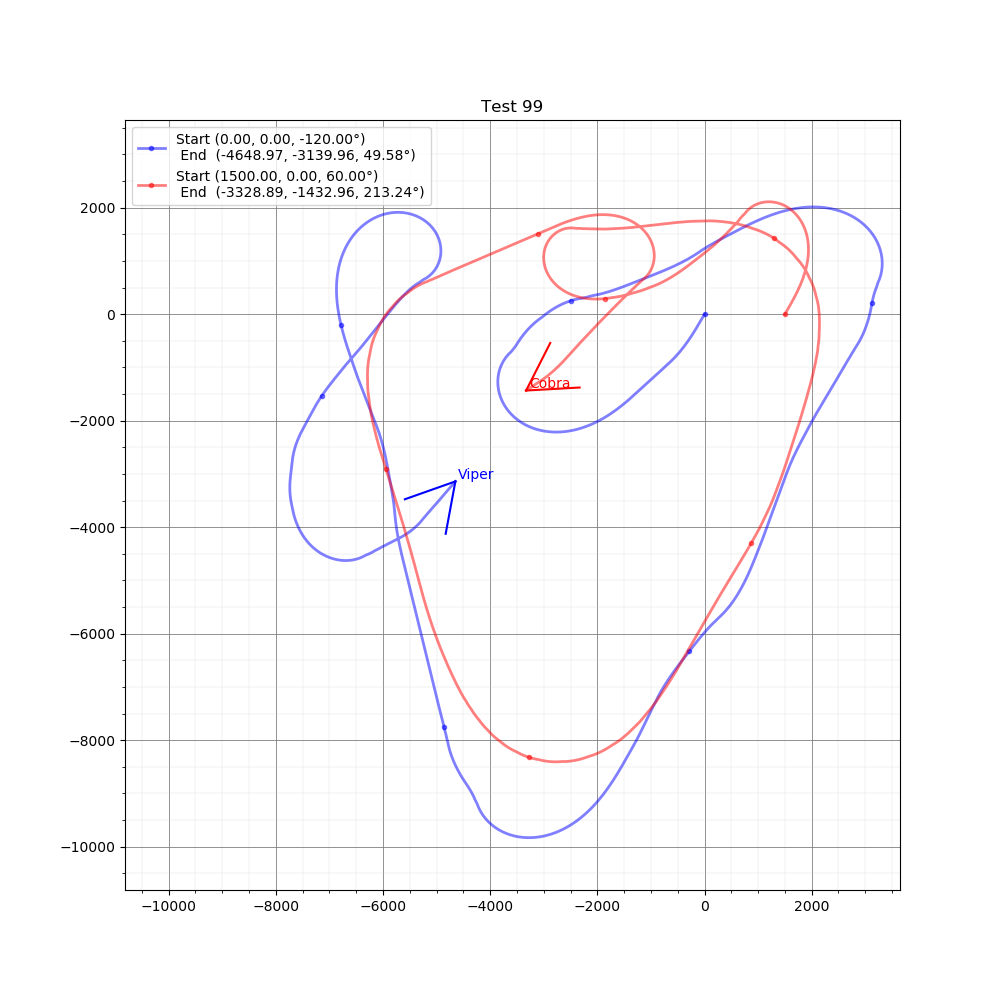 Test 99
Start (0.00, 0.00, -120.00°)
End  (-4648.97, -3139.96, 49.58°)
Start (1500.00, 0.00, 60.00°)
End  (-3328.89, -1432.96, 213.24°)
2000
0
−2000
−4000
−6000
−8000
−10000
Cobra
Viper
−10000 −8000 −6000 −4000 −2000 0 2000